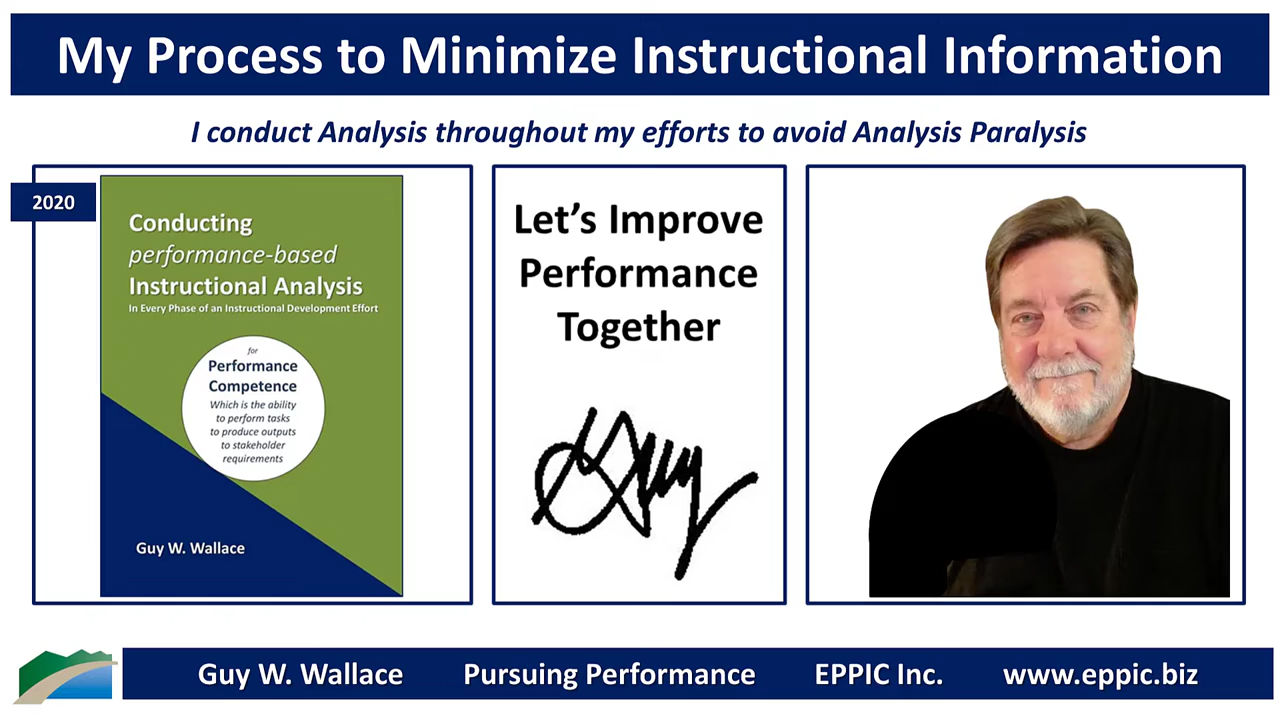 My Process to Minimize Instructional Information
I conduct Analysis throughout my efforts to avoid Analysis Paralysis
2020
Conducting
performance-based
Instructional Analysis
In Every Phase of an Instructional Development Effort
for
Performance
Competence
Which is the ability
to perform tasks
to produce outputs
to stakeholder
requirements
Guy W. Wallace
Let’s Improve
Performance
Together
Guy
Guy W. Wallace Pursuing Performance EPPIC Inc. www.eppic.biz